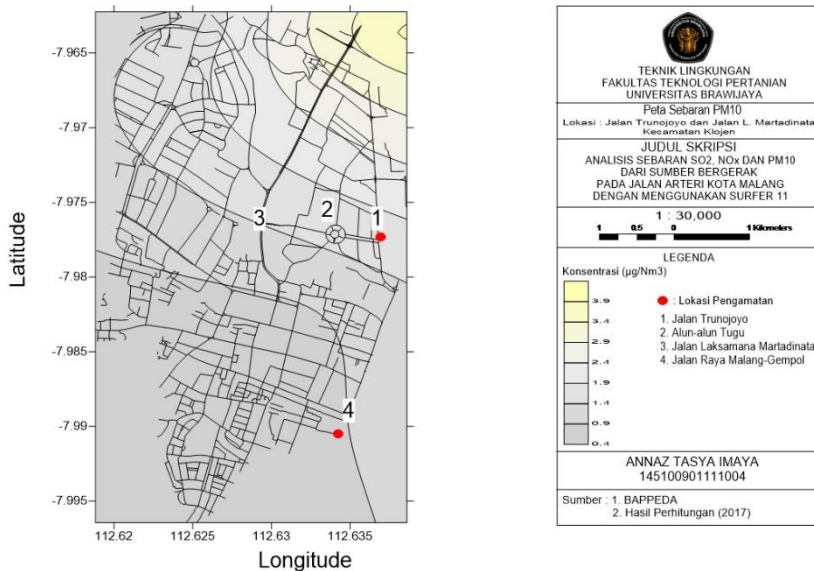 -7.965
-7.97
-7.975
-7.98
-7.985
-7.99
-7.995
Latitude
1
2
3
4
112.62
112.625
112.63
112.635
Longitude
TEKNIK LINGKUNGAN
FAKULTAS TEKNOLOGI PERTANIAN
UNIVERSITAS BRAWIJAYA
Peta Sebaran PM10
Lokasi : Jalan Trunojoyo dan Jalan L. Martadinata
Kecamatan Klojen
JUDUL SKRIPSI
ANALISIS SEBARAN SO2, NOx DAN PM10
DARI SUMBER BERGERAK
PADA JALAN ARTERI KOTA MALANG
DENGAN MENGGUNAKAN SURFER 11
1 : 30,000
1 0.5 0 1 Kilometers
LEGENDA
Konsentrasi (µg/Nm3)
3.9
3.4
2.9
2.4
1.9
1.4
0.9
0.4
: Lokasi Pengamatan
1. Jalan Trunojoyo
2. Alun-alun Tugu
3. Jalan Laksamana Martadinata
4. Jalan Raya Malang-Gempol
ANNAZ TASYA IMAYA
145100901111004
Sumber : 1. BAPPEDA
2. Hasil Perhitungan (2017)